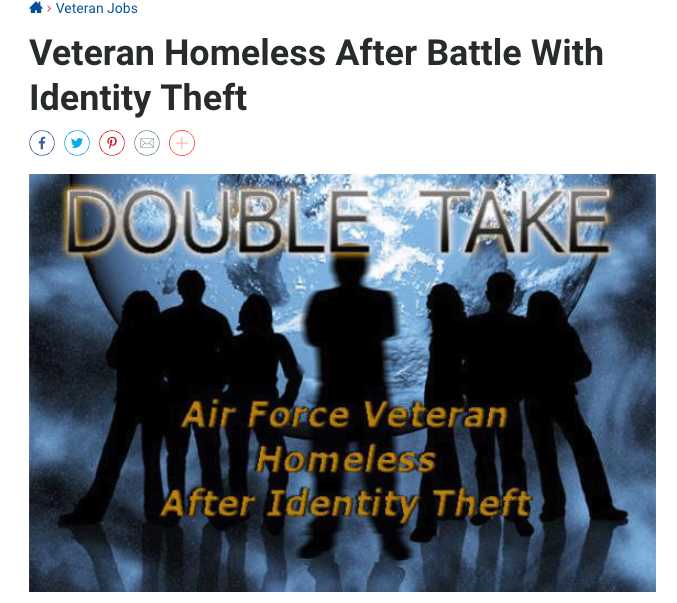 Veteran Jobs
Veteran Homeless After Battle With
Identity Theft
DOUBLE TAKE
Air Force Veteran
Homeless
After Identity Theft